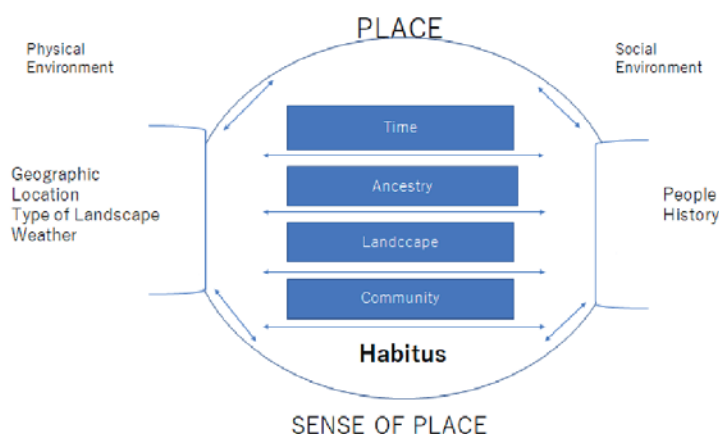 PLACE
Physical
Environment
Social
Environment
Time
Geographic
Location
Type of Landscape
Weather
Ancestry
People
History
Landccape
Community
Habitus
SENSE OF PLACE